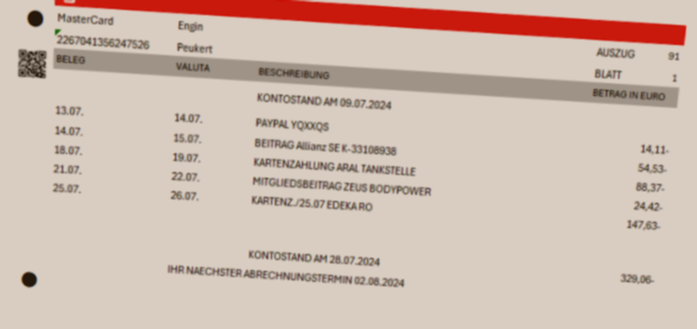 MasterCard Engin
2267041356247526 Peukert AUSZUG 91
BLATT 1
BELEG VALUTA BESCHREIBUNG BETRAG IN EURO
KONTOSTAND AM 09.07.2024
13.07. 14.07. PAYPAL YQXXQS 14,11-
14.07. 15.07. BEITRAG Allianz SE K-33108938 54,53-
18.07. 19.07. KARTENZAHLUNG ARAL TANKSTELLE 88,37-
21.07. 22.07. MITGLIEDSBEITRAG ZEUS BODYPOWER 24,42-
25.07. 26.07. KARTENZ./25.07 EDEKA RO 147,63-
KONTOSTAND AM 28.07.2024 329,06-
IHR NAECHSTER ABRECHNUNGSTERMIN 02.08.2024